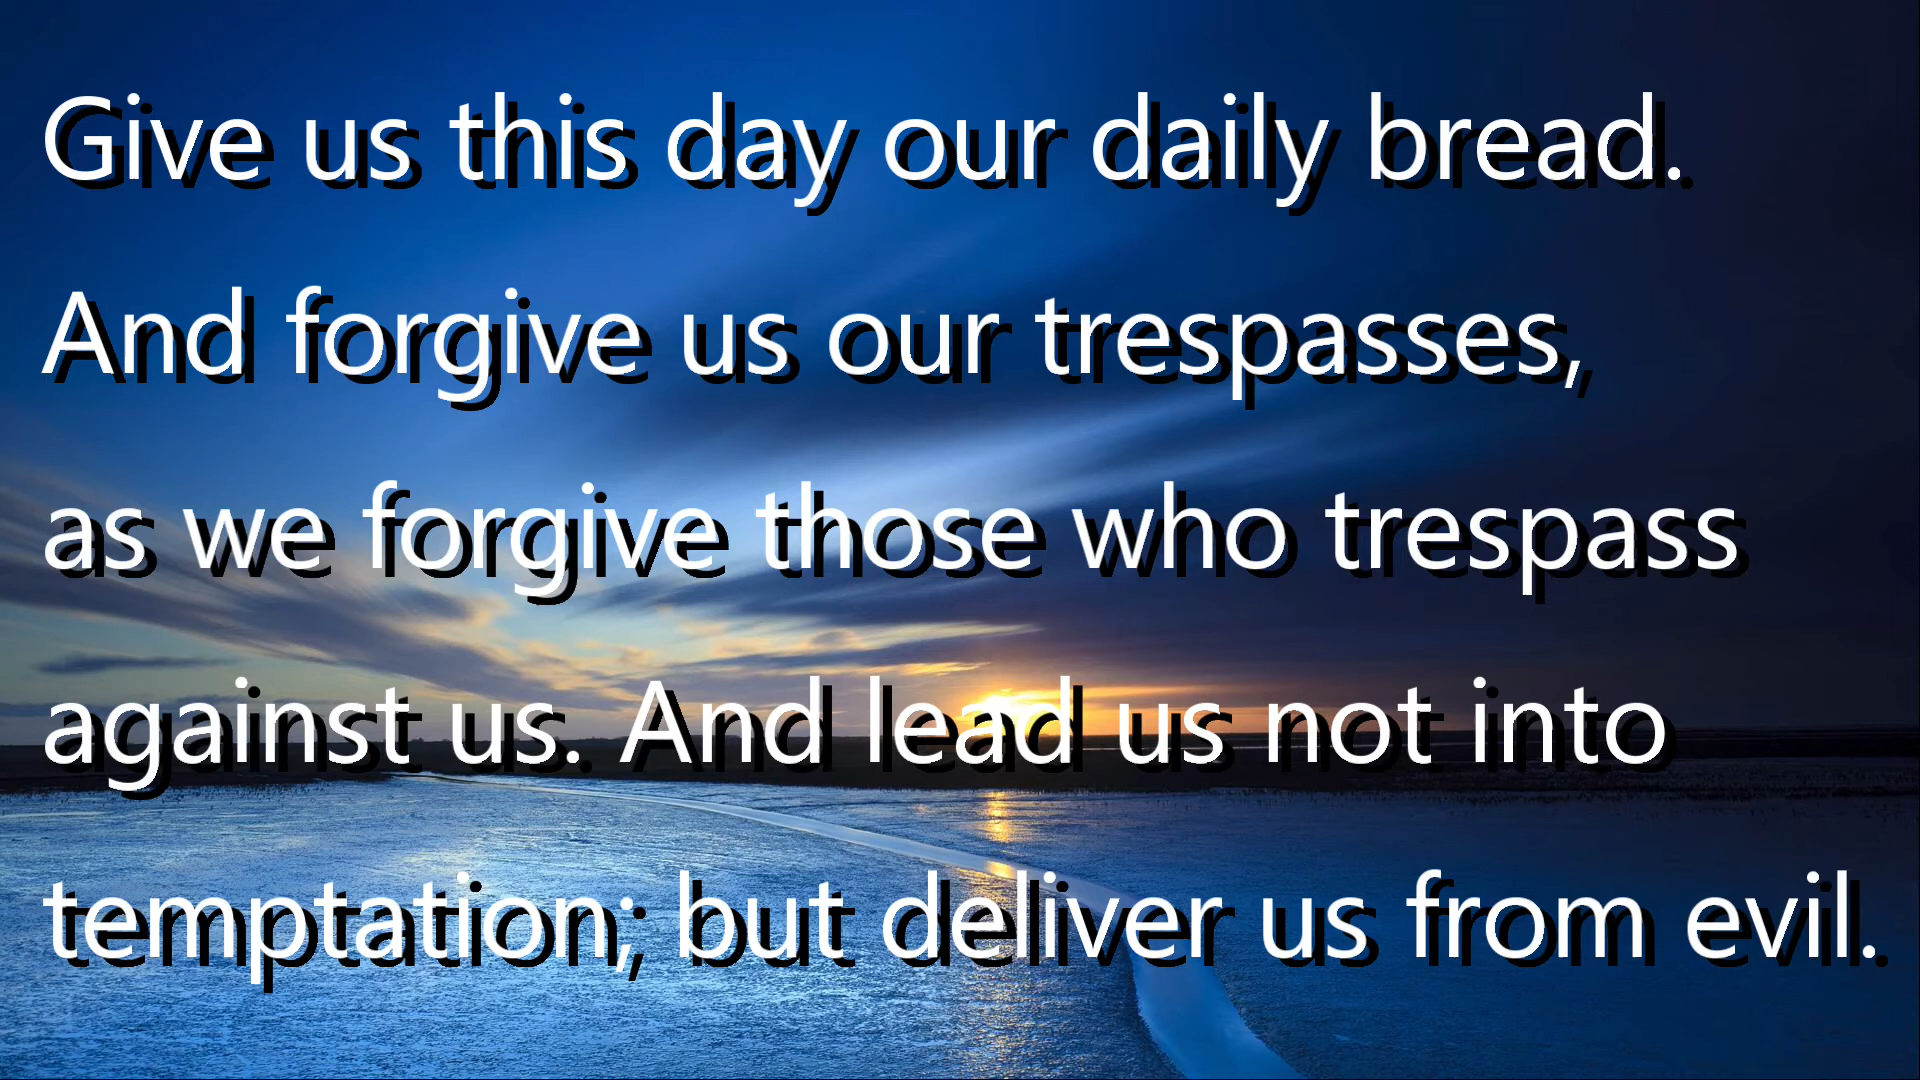 Give us this day our daily bread.
And forgive us our trespasses,
as we forgive those who trespass
against us. And lead us not into
temptation; but deliver us from evil.